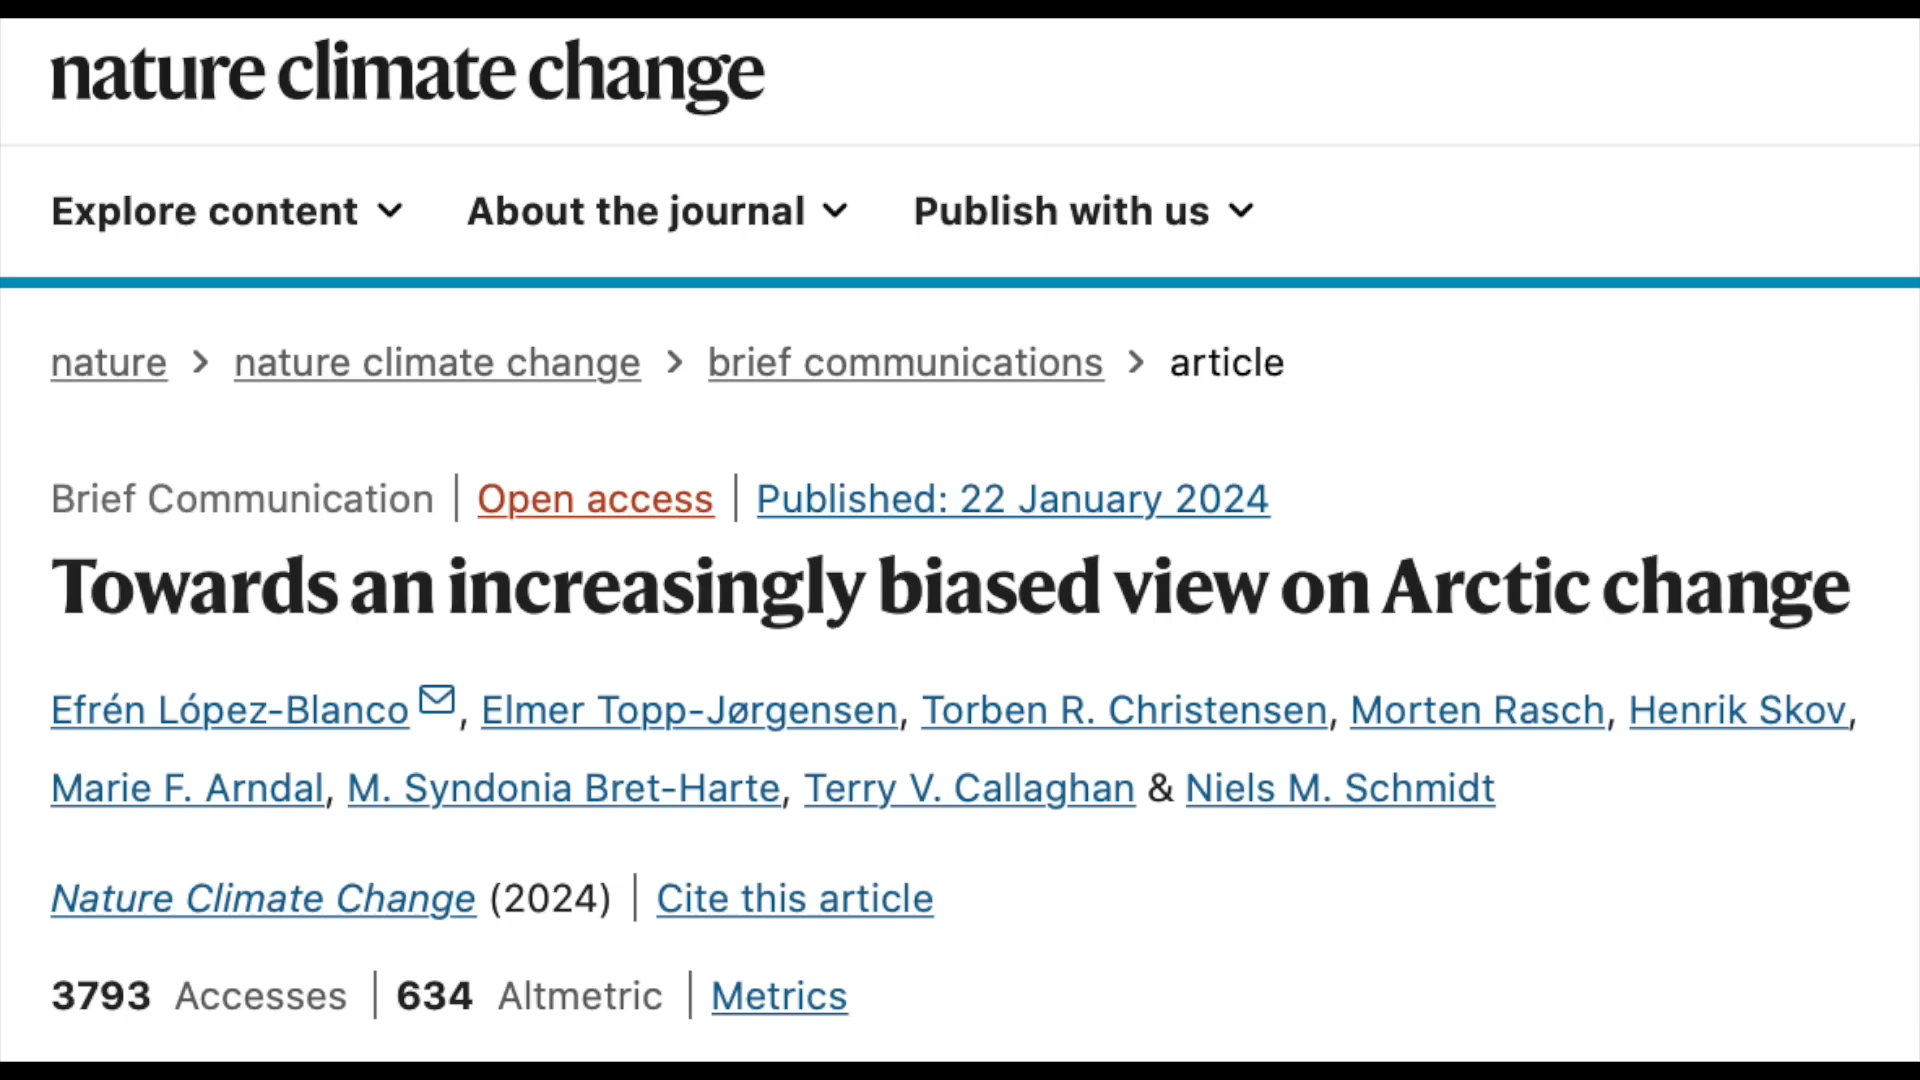 nature climate change
Explore content About the journal Publish with us
nature > nature climate change > brief communications > article
Brief Communication | Open access | Published: 22 January 2024
Towards an increasingly biased view on Arctic change
Efrén López-Blanco, Elmer Topp-Jørgensen, Torben R. Christensen, Morten Rasch, Henrik Skov,
Marie F. Arndal, M. Syndonia Bret-Harte, Terry V. Callaghan & Niels M. Schmidt
Nature Climate Change (2024) | Cite this article
3793 Accesses | 634 Altmetric | Metrics